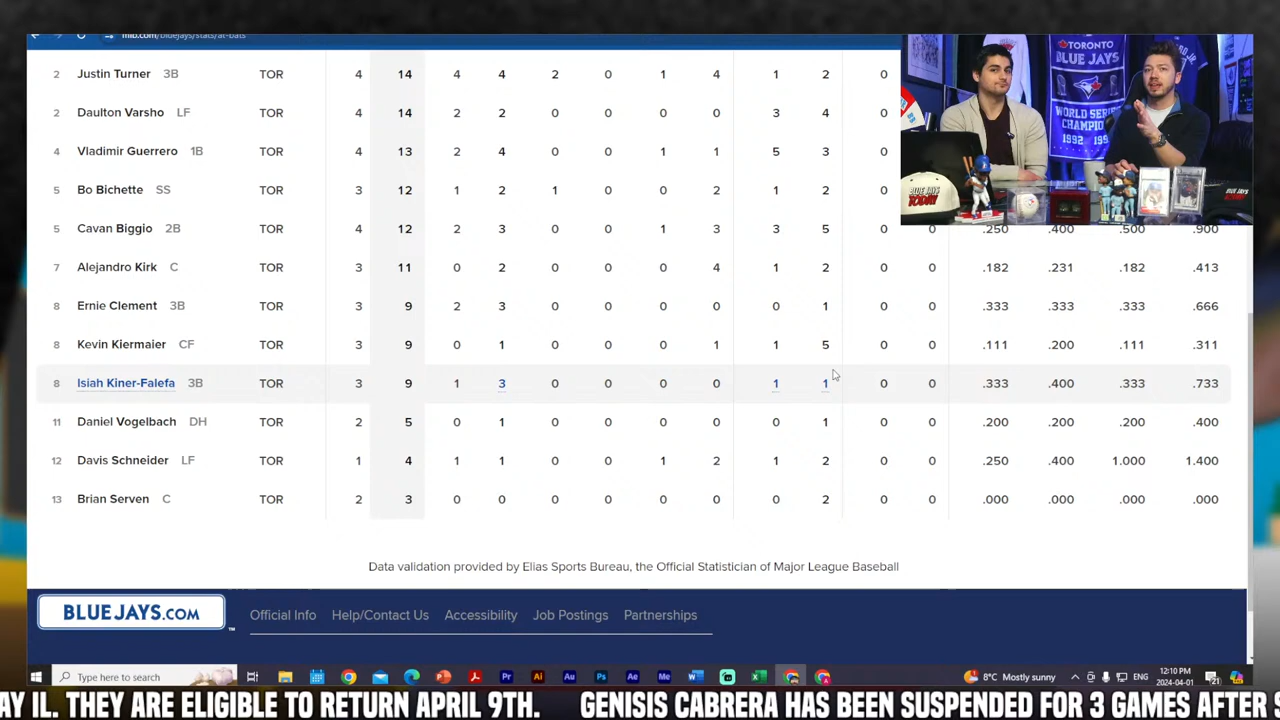 mlb.com/bluejays/stats/at-bats
2 Justin Turner 3B TOR 4 14 4 4 2 0 1 4 1 2 0
2 Daulton Varsho LF TOR 4 14 2 2 0 0 0 0 3 4 0
4 Vladimir Guerrero 1B TOR 4 13 2 4 0 0 1 1 5 3 0
5 Bo Bichette SS TOR 3 12 1 2 1 0 0 2 1 2 0
5 Cavan Biggio 2B TOR 4 12 2 3 0 0 1 3 3 5 0 0 .250 .400 .500 .900
7 Alejandro Kirk C TOR 3 11 0 2 0 0 0 4 1 2 0 0 .182 .231 .182 .413
8 Ernie Clement 3B TOR 3 9 2 3 0 0 0 0 0 1 0 0 .333 .333 .333 .666
8 Kevin Kiermaier CF TOR 3 9 0 1 0 0 0 1 1 5 0 0 .111 .200 .111 .311
8 Isiah Kiner-Falefa 3B TOR 3 9 1 3 0 0 0 0 1 1 0 0 .333 .400 .333 .733
11 Daniel Vogelbach DH TOR 2 5 0 1 0 0 0 0 0 1 0 0 .200 .200 .200 .400
12 Davis Schneider LF TOR 1 4 1 1 0 0 1 2 1 2 0 0 .250 .400 1.000 1.400
13 Brian Serven C TOR 2 3 0 0 0 0 0 0 0 2 0 0 .000 .000 .000 .000
TORONTO
BLUE JAYS
WORLD SERIES
CHAMPIONS
1992 199
BLUE JAYS
TODAY
Data validation provided by Elias Sports Bureau, the Official Statistician of Major League Baseball
BLUEJAYS.COM ™ Official Info Help/Contact Us Accessibility Job Postings Partnerships
Type here to search Pr Ai Au Ps Ae Me 8°C Mostly sunny ENG 12:10 PM
2024-04-01 21
AY IL. THEY ARE ELIGIBLE TO RETURN APRIL 9TH. GENISIS CABRERA HAS BEEN SUSPENDED FOR 3 GAMES AFTER S